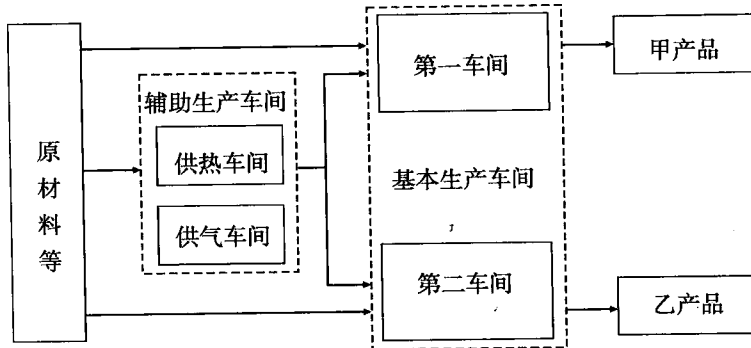 原材料等
辅助生产车间
供热车间
供气车间
第一车间
基本生产车间
第二车间
甲产品
乙产品